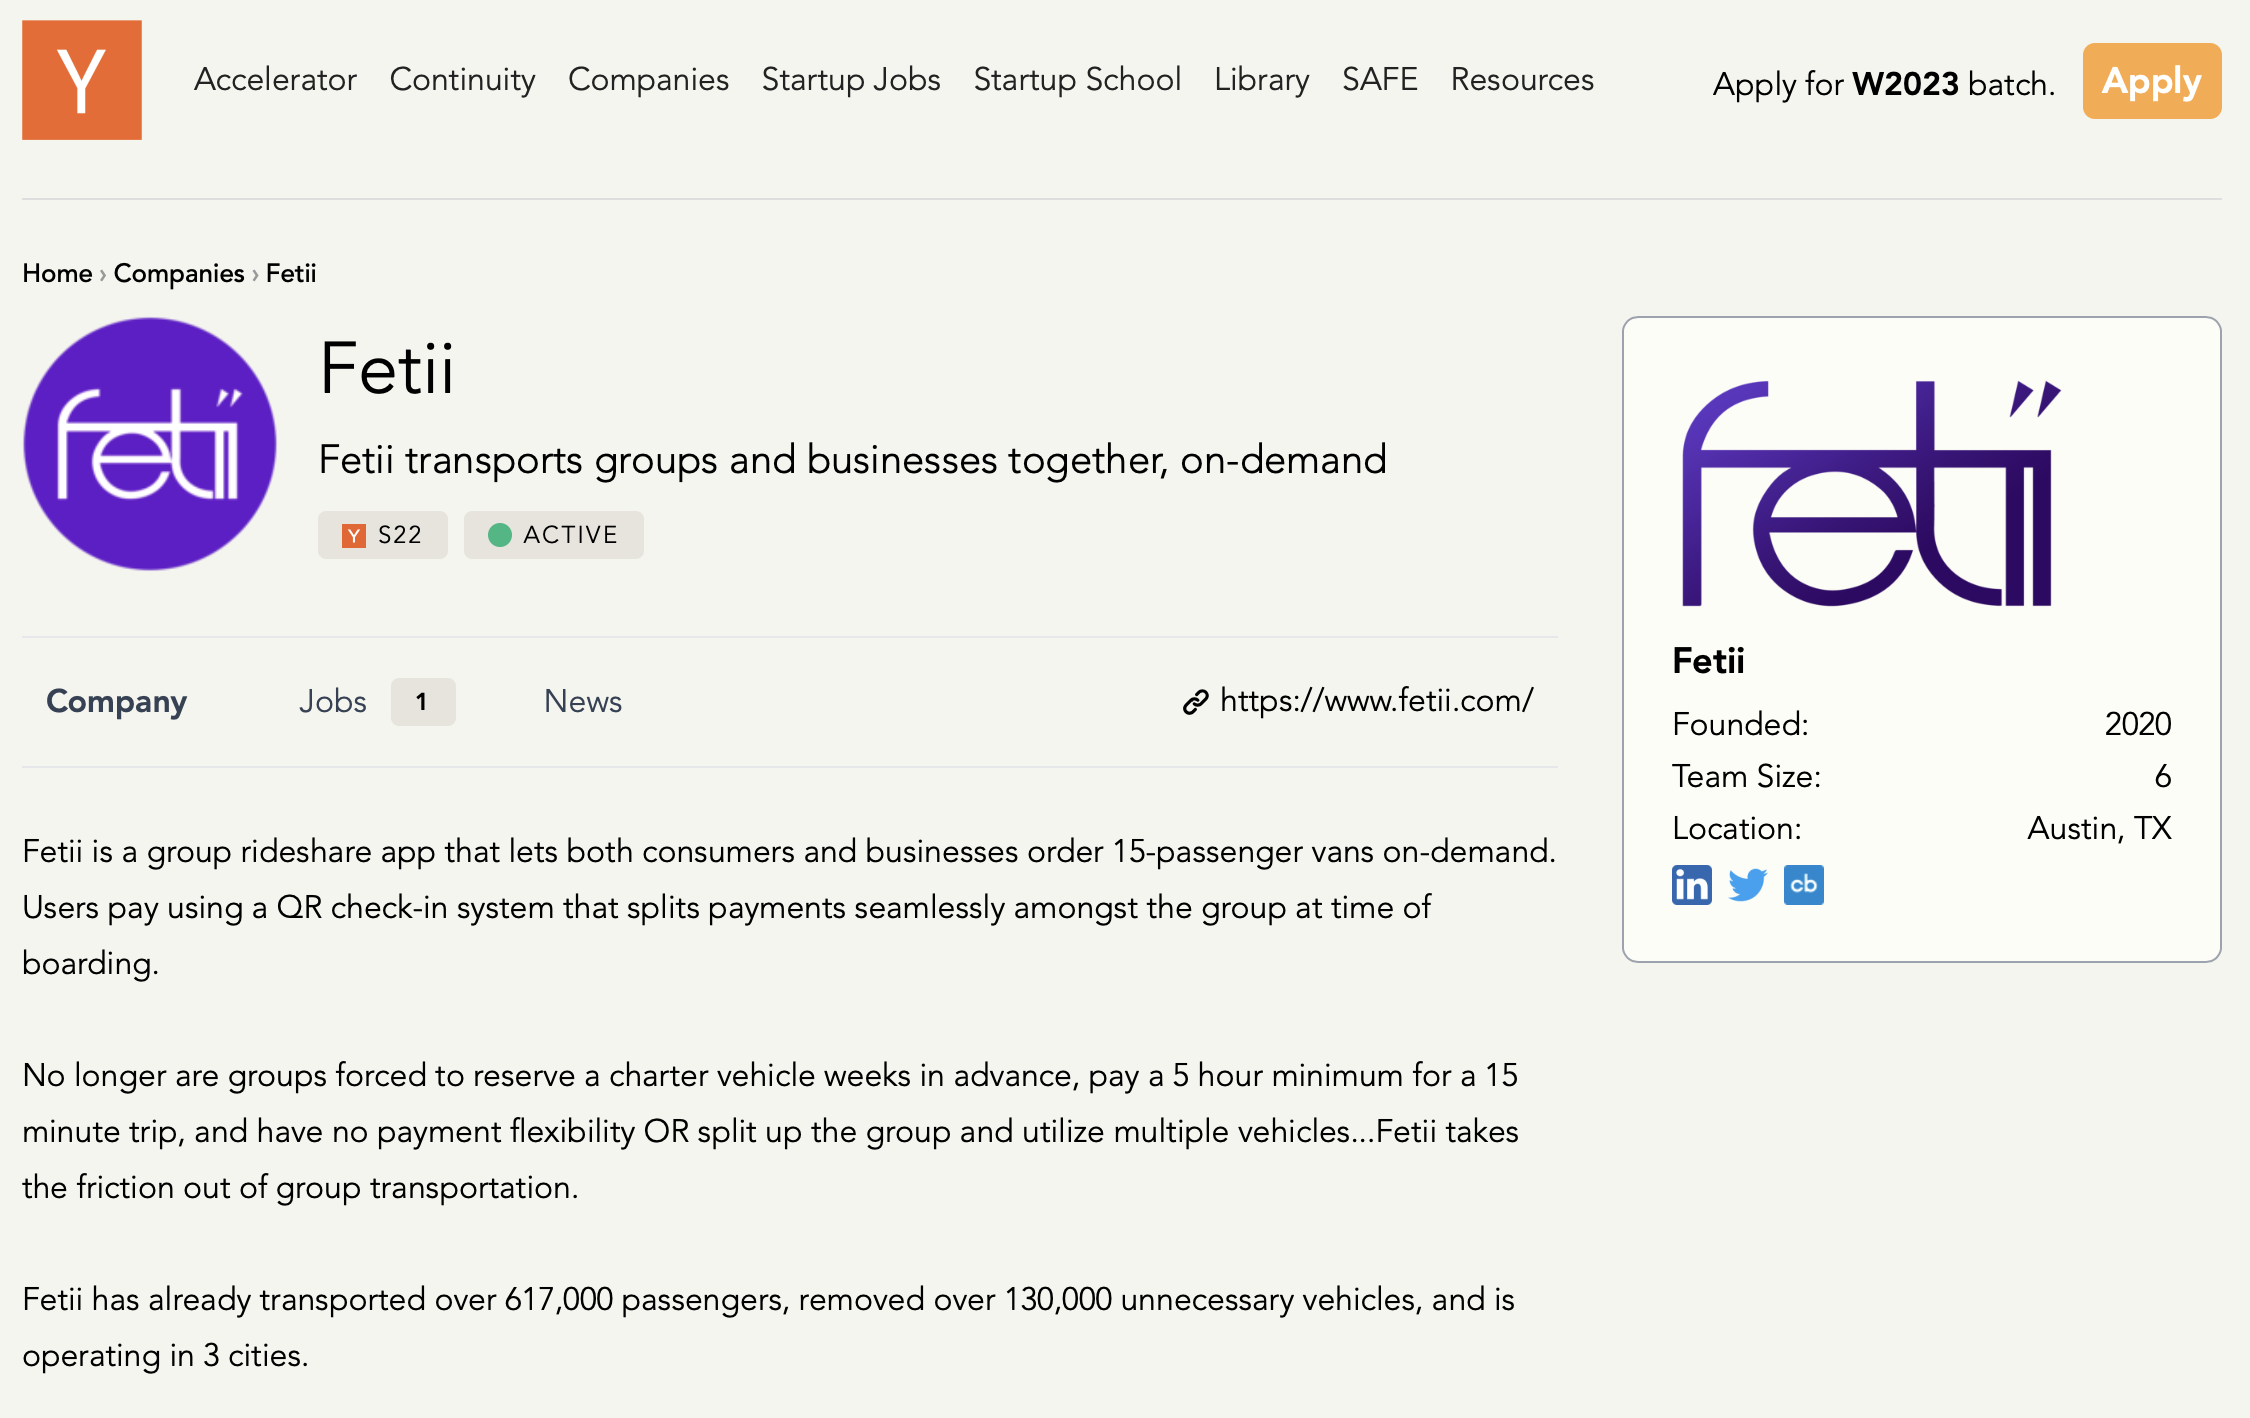 Y
Accelerator Continuity Companies Startup Jobs Startup School Library SAFE Resources Apply for W2023 batch. Apply
Home › Companies › Fetii
fetii
Fetii
Fetii transports groups and businesses together, on-demand
Y S22 ACTIVE
Company Jobs 1 News https://www.fetii.com/
Fetii is a group rideshare app that lets both consumers and businesses order 15-passenger vans on-demand.
Users pay using a QR check-in system that splits payments seamlessly amongst the group at time of
boarding.
No longer are groups forced to reserve a charter vehicle weeks in advance, pay a 5 hour minimum for a 15
minute trip, and have no payment flexibility OR split up the group and utilize multiple vehicles...Fetii takes
the friction out of group transportation.
Fetii has already transported over 617,000 passengers, removed over 130,000 unnecessary vehicles, and is
operating in 3 cities.
fetii
Fetii
Founded: 2020
Team Size: 6
Location: Austin, TX
in cb